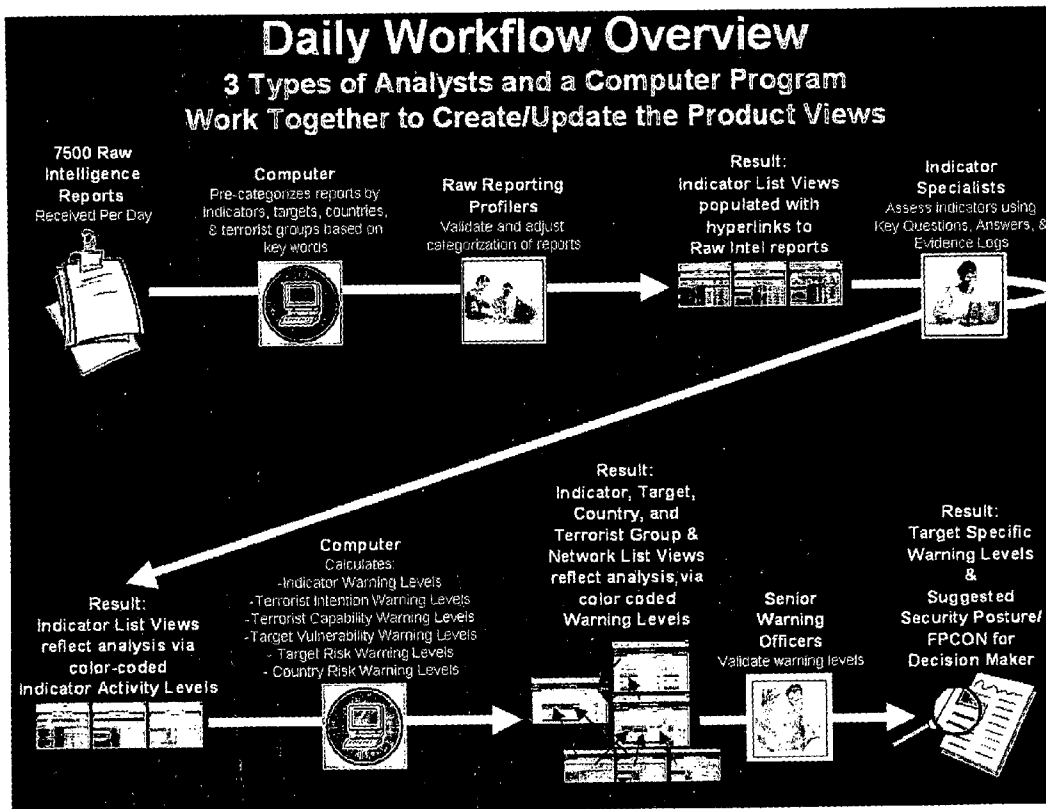 Daily Workflow Overview
3 Types of Analysts and a Computer Program
Work Together to Create/Update the Product Views
7500 Raw
Intelligence
Reports
Received Per Day
Computer
Pre-categorizes reports by
Indicators, targets, countries,
& terrorist groups based on
key words
Raw Reporting
Profilers
Validate and adjust
categorization of reports
Result:
Indicator List Views
populated with
hyperlinks to
Raw Intel reports
Indicator
Specialists
Assess indicators using
Key Questions, Answers, &
Evidence Logs
Result:
Indicator List Views
reflect analysis via
color-coded
Indicator Activity Levels
Computer
Calculates:
-Indicator Warning Levels
-Terrorist Intention Warning Levels
-Terrorist Capability Warning Levels
-Target Vulnerability Warning Levels
- Target Risk Warning Levels
- Country Risk Warning Levels
Result:
Indicator, Target,
Country, and
Terrorist Group &
Network List Views
reflect analysis via
color coded
Warning Levels
Senior
Warning
Officers
Validate warning levels
Result:
Target Specific
Warning Levels
&
Suggested
Security Posture/
FPCON for
Decision Maker